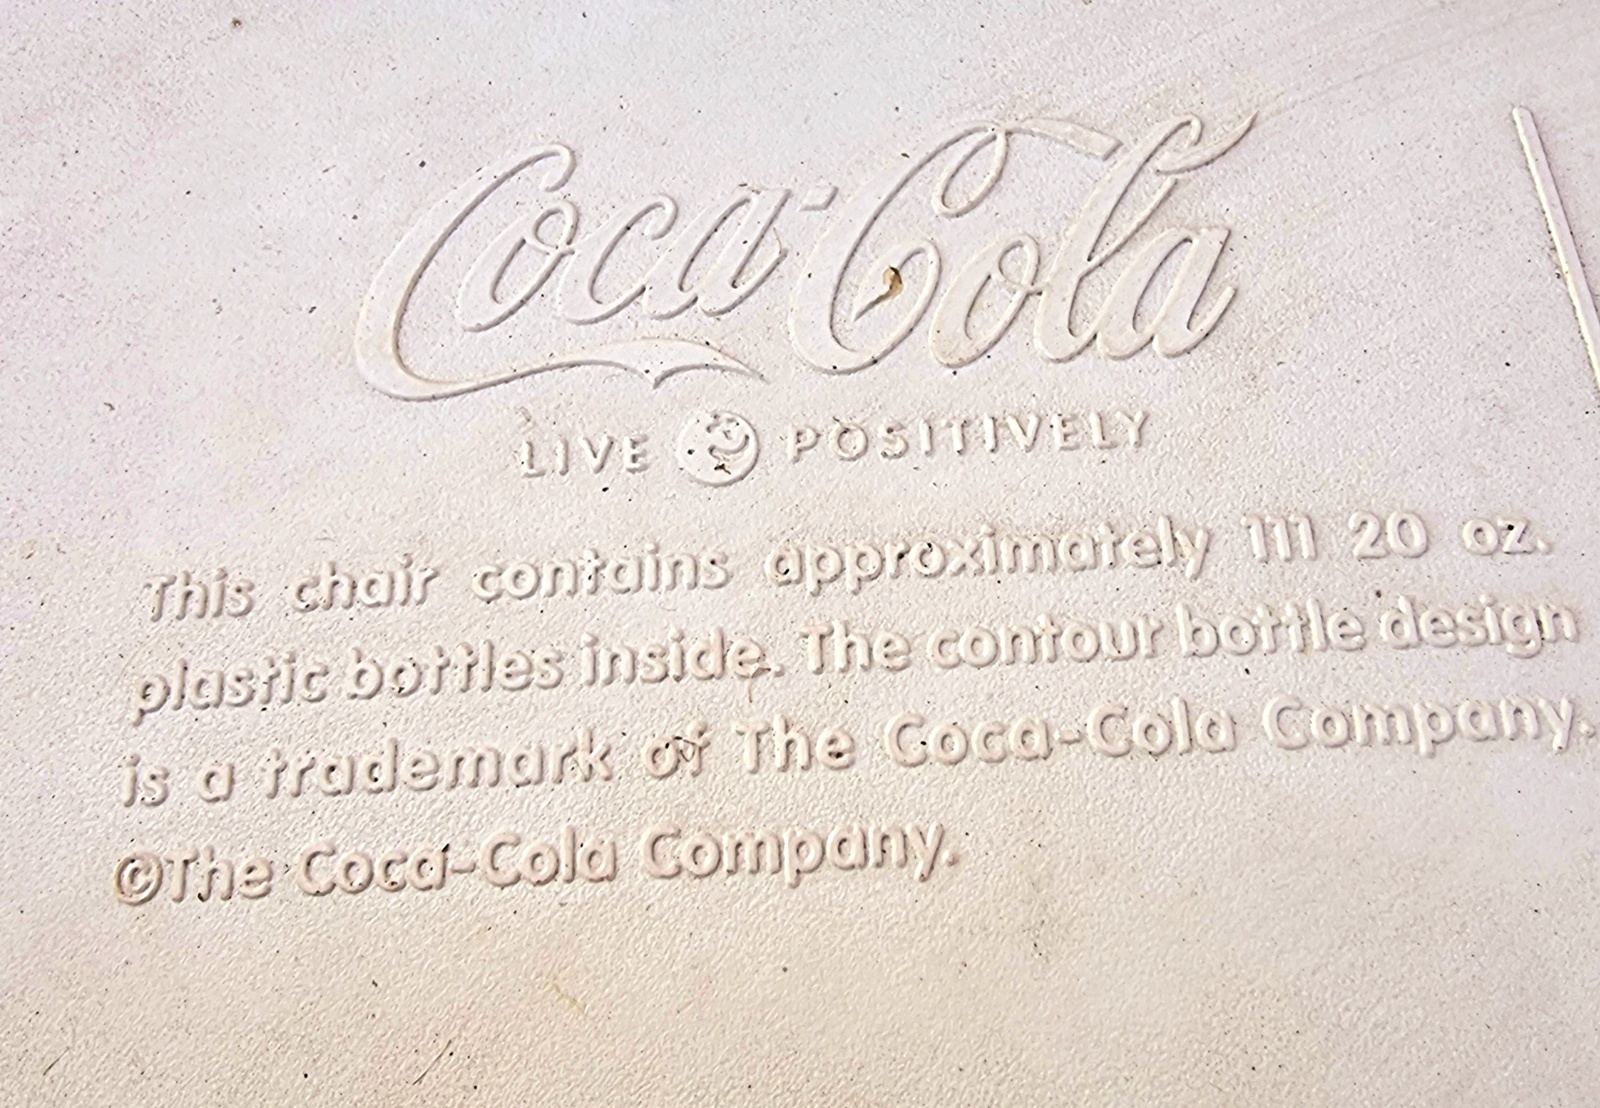 Coca-Cola
LIVE POSITIVELY
This chair contains approximately 111 20 oz.
plastic bottles inside. The contour bottle design
is a trademark of The Coca-Cola Company.
©The Coca-Cola Company.